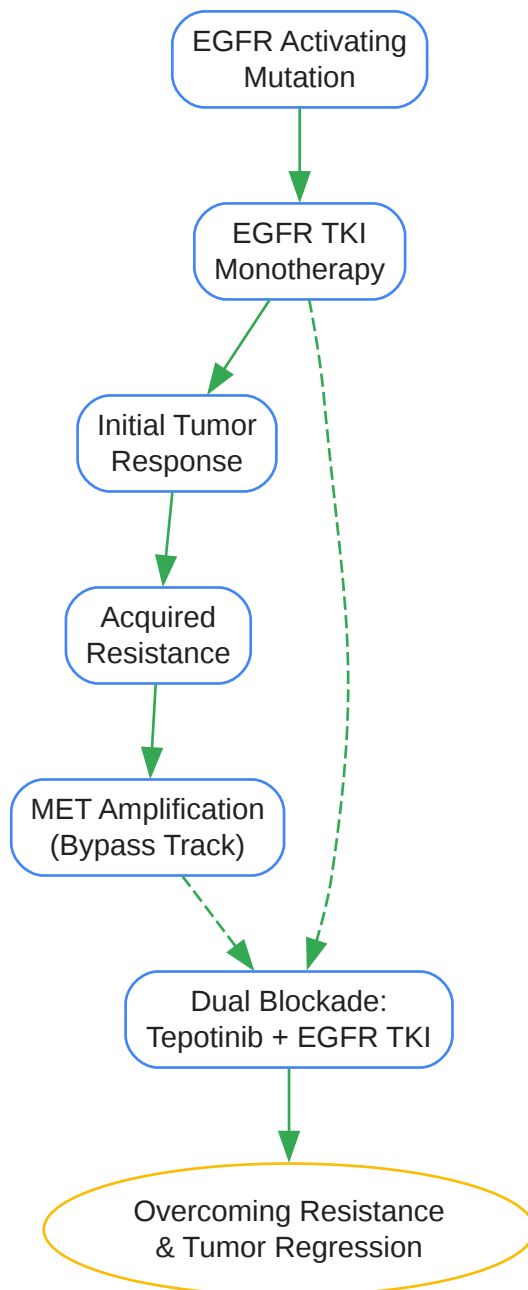 EGFR Activating
Mutation
EGFR TKI
Monotherapy
Initial Tumor
Response
Acquired
Resistance
MET Amplification
(Bypass Track)
Dual Blockade:
Tepotinib + EGFR TKI
Overcoming Resistance
& Tumor Regression